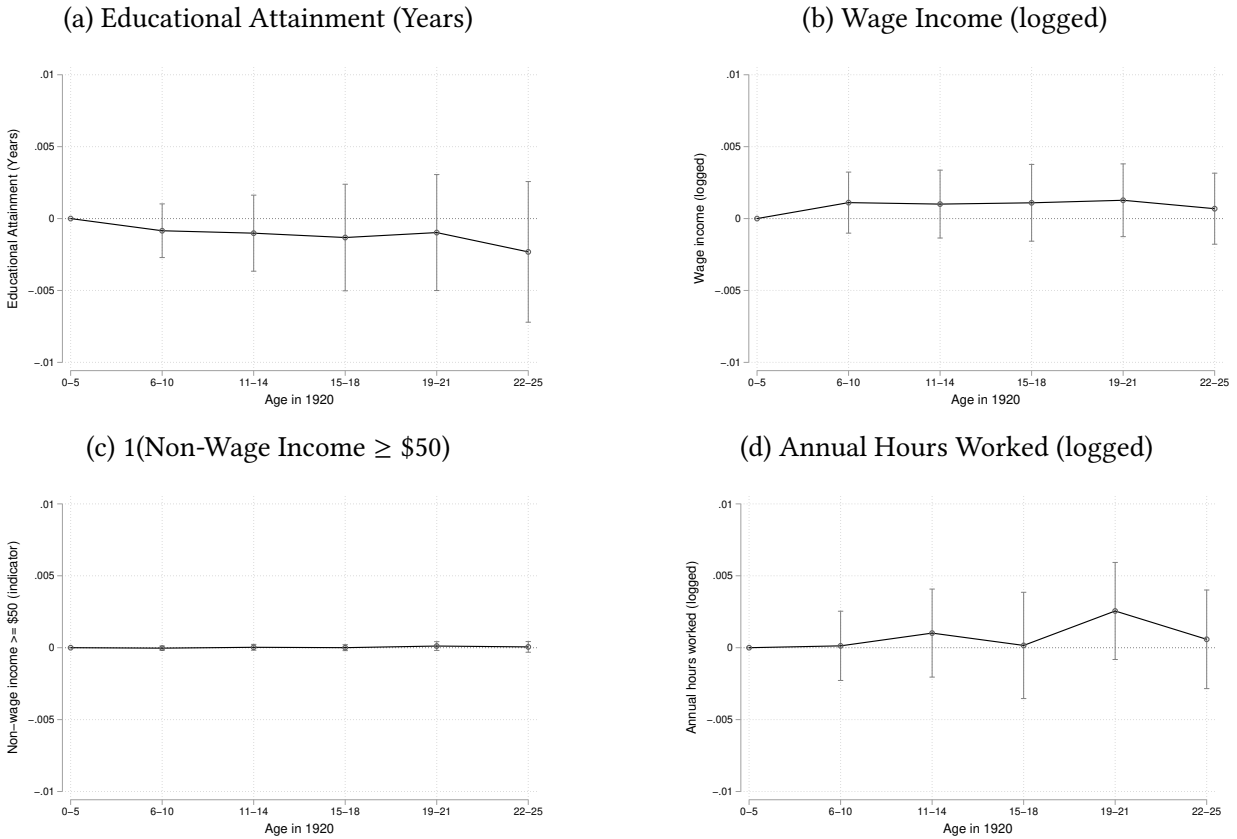 (a) Educational Attainment (Years)
.01
.005
0
−.005
−.01
Educational Attainment (Years)
0−5 6−10 11−14 15−18 19−21 22−25
Age in 1920
(b) Wage Income (logged)
.01
.005
0
−.005
−.01
Wage income (logged)
0−5 6−10 11−14 15−18 19−21 22−25
Age in 1920
(c) 1(Non-Wage Income ≥ $50)
.01
.005
0
−.005
−.01
Non−wage income >= $50 (indicator)
0−5 6−10 11−14 15−18 19−21 22−25
Age in 1920
(d) Annual Hours Worked (logged)
.01
.005
0
−.005
−.01
Annual hours worked (logged)
0−5 6−10 11−14 15−18 19−21 22−25
Age in 1920